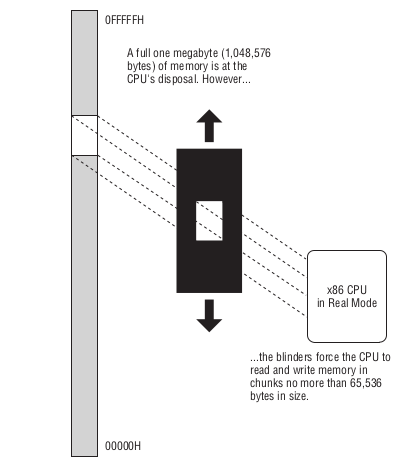 0FFFFFH
A full one megabyte (1,048,576
bytes) of memory is at the
CPU's disposal. However...
x86 CPU
in Real Mode
...the blinders force the CPU to
read and write memory in
chunks no more than 65,536
bytes in size.
00000H